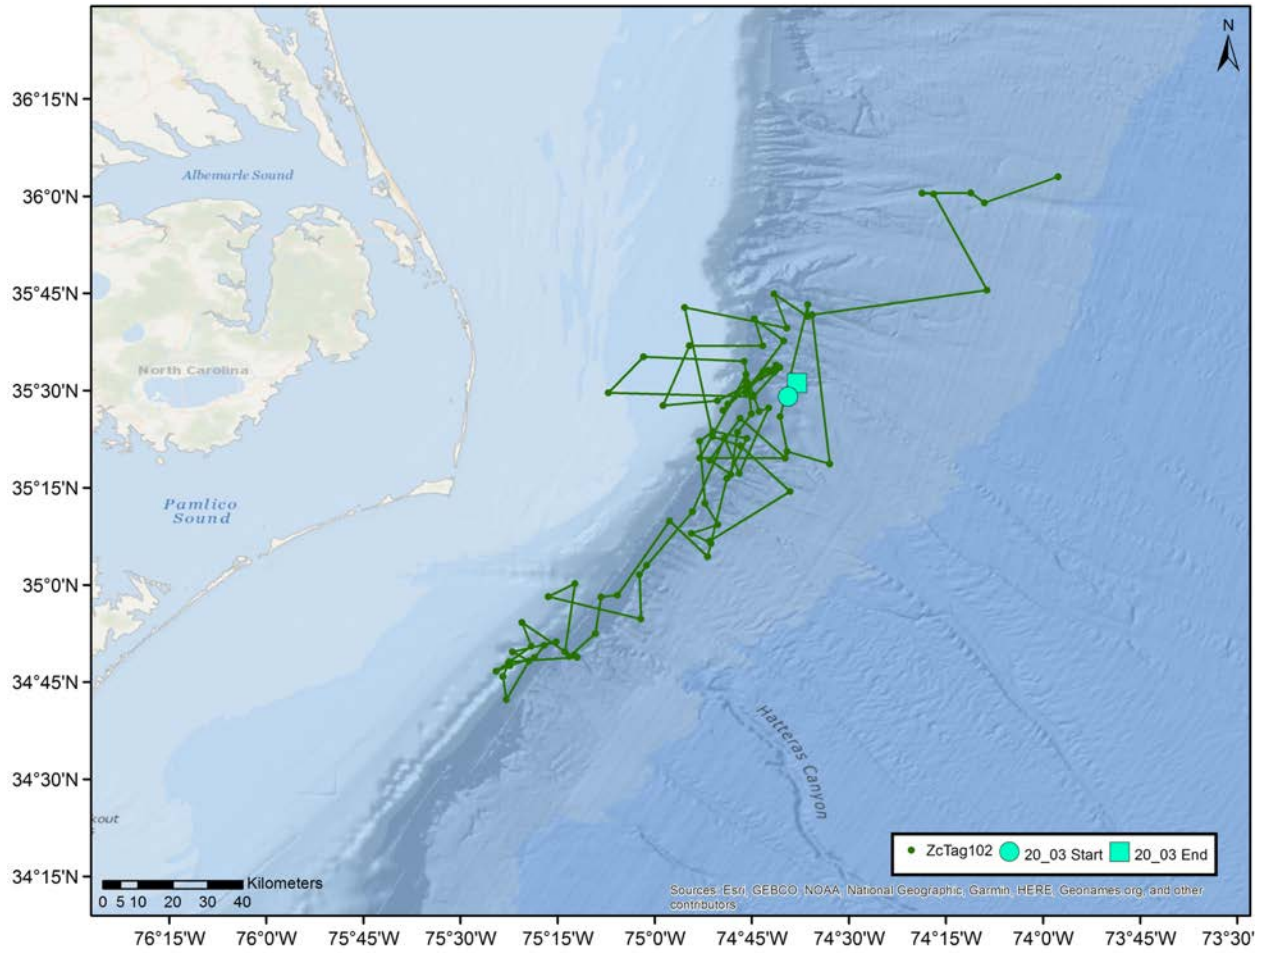 N
36°15'N
36°0'N
35°45'N
35°30'N
35°15'N
35°0'N
34°45'N
34°30'N
34°15'N
Albemarle Sound
North Carolina
Pamlico
Sound
Hatteras Canyon
kout
ZcTag102 20_03 Start 20_03 End
Kilometers
0 5 10 20 30 40
Sources: Esri, GEBCO, NOAA, National Geographic, Garmin, HERE, Geonames.org, and other
contributors
76°15'W 76°0'W 75°45'W 75°30'W 75°15'W 75°0'W 74°45'W 74°30'W 74°15'W 74°0'W 73°45'W 73°30'